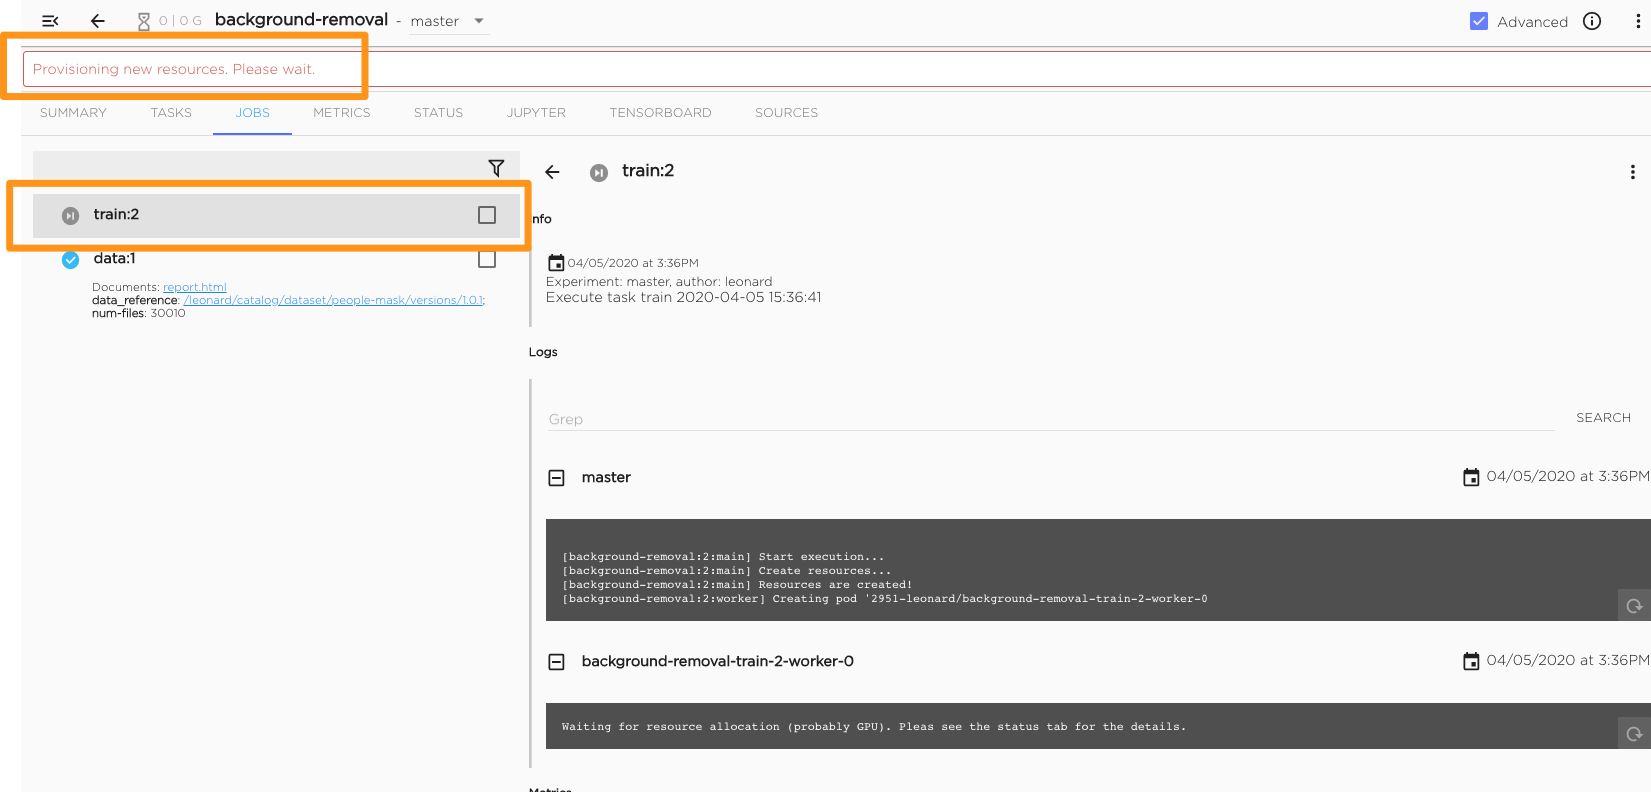 0 | 0 G background-removal - master Advanced
Provisioning new resources. Please wait.
SUMMARY TASKS JOBS METRICS STATUS JUPYTER TENSORBOARD SOURCES
train:2
data:1
Documents: report.html
data_reference: /leonard/catalog/dataset/people-mask/versions/1.0.1;
num-files: 30010
train:2
nfo
04/05/2020 at 3:36PM
Experiment: master, author: leonard
Execute task train 2020-04-05 15:36:41
Logs
Grep SEARCH
master 04/05/2020 at 3:36PM
[background-removal:2:main] Start execution...
[background-removal:2:main] Create resources...
[background-removal:2:main] Resources are created!
[background-removal:2:worker] Creating pod '2951-leonard/background-removal-train-2-worker-0
background-removal-train-2-worker-0 04/05/2020 at 3:36PM
Waiting for resource allocation (probably GPU). Pleas see the status tab for the details.
Metrics